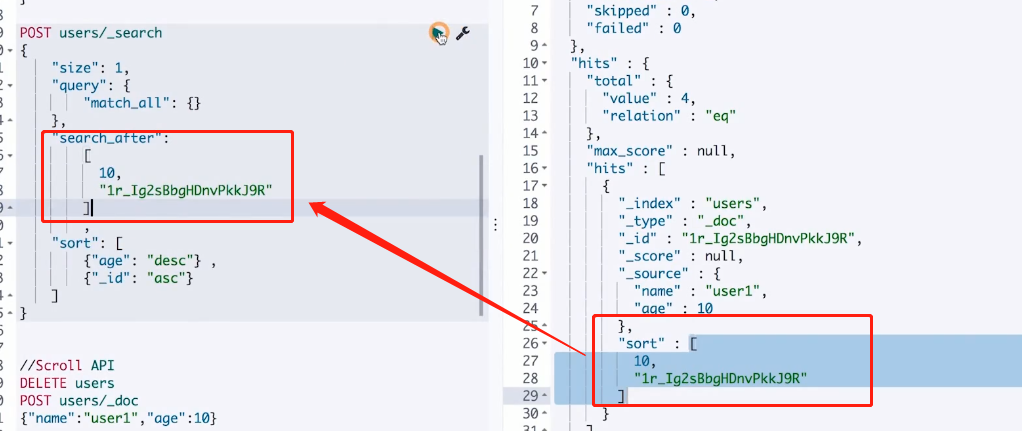 }
POST users/_search
{
"size": 1,
"query": {
"match_all": {}
},
"search_after":
[
10,
"1r_Ig2sBbgHDnvPkkJ9R"
]
,
"sort": [
{"age": "desc"} ,
{"_id": "asc"}
]
}
//Scroll API
DELETE users
POST users/_doc
{"name":"user1","age":10}
7 "skipped" : 0,
8 "failed" : 0
9 },
10 "hits" : {
11 "total" : {
12 "value" : 4,
13 "relation" : "eq"
14 },
15 "max_score" : null,
16 "hits" : [
17 {
18 "_index" : "users",
19 "_type" : "_doc",
20 "_id" : "1r_Ig2sBbgHDnvPkkJ9R",
21 "_score" : null,
22 "_source" : {
23 "name" : "user1",
24 "age" : 10
25 },
26 "sort" : [
27 10,
28 "1r_Ig2sBbgHDnvPkkJ9R"
29 ]
30 }
31 ]